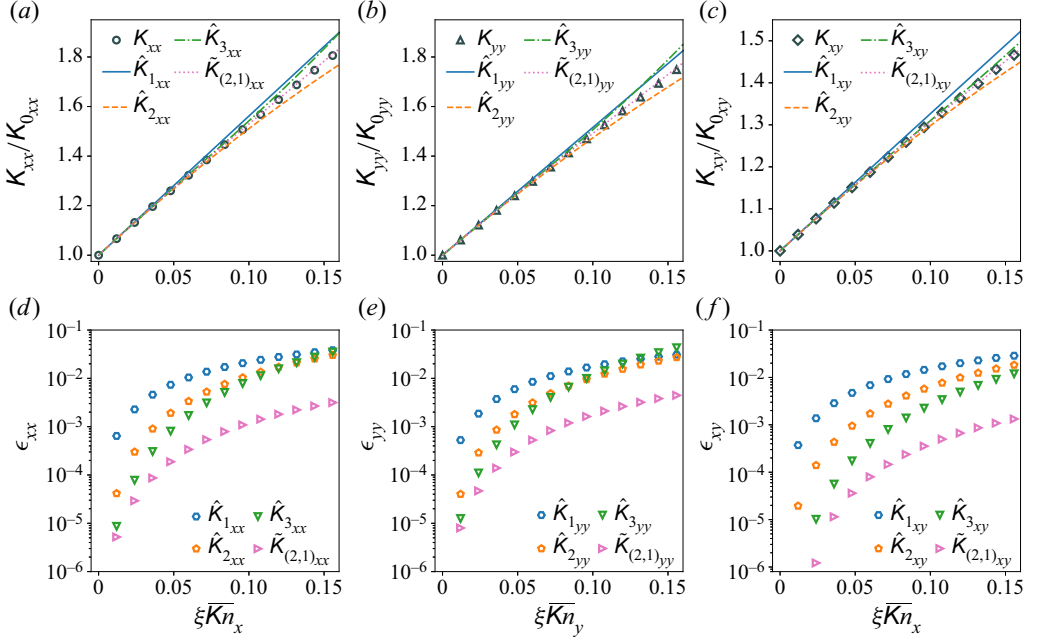 (a)
K_xx/K_0xx
1.8
1.6
1.4
1.2
1.0
K_xx
K̂_1xx
K̂_2xx
K̂_3xx
K̃_(2,1)xx
0
0.05
0.10
0.15
(b)
K_yy/K_0yy
1.8
1.6
1.4
1.2
1.0
K_yy
K̂_1yy
K̂_2yy
K̂_3yy
K̃_(2,1)yy
0
0.05
0.10
0.15
(c)
K_xy/K_0xy
1.5
1.4
1.3
1.2
1.1
1.0
K_xy
K̂_1xy
K̂_2xy
K̂_3xy
K̃_(2,1)xy
0
0.05
0.10
0.15
(d)
ϵ_xx
10⁻¹
10⁻²
10⁻³
10⁻⁴
10⁻⁵
10⁻⁶
K̂_1xx
K̂_2xx
K̂_3xx
K̃_(2,1)xx
0
0.05
0.10
0.15
ξK̅n̅_x
(e)
ϵ_yy
10⁻¹
10⁻²
10⁻³
10⁻⁴
10⁻⁵
10⁻⁶
K̂_1yy
K̂_2yy
K̂_3yy
K̃_(2,1)yy
0
0.05
0.10
0.15
ξK̅n̅_y
(f)
ϵ_xy
10⁻¹
10⁻²
10⁻³
10⁻⁴
10⁻⁵
10⁻⁶
K̂_1xy
K̂_2xy
K̂_3xy
K̃_(2,1)xy
0
0.05
0.10
0.15
ξK̅n̅_x